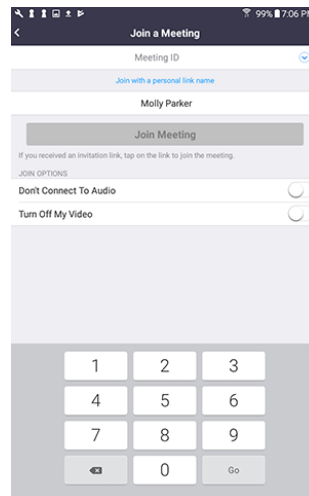 99% 7:06 PM
Join a Meeting
Meeting ID
Join with a personal link name
Molly Parker
Join Meeting
If you received an invitation link, tap on the link to join the meeting.
JOIN OPTIONS
Don't Connect To Audio
Turn Off My Video
1 2 3
4 5 6
7 8 9
0 Go